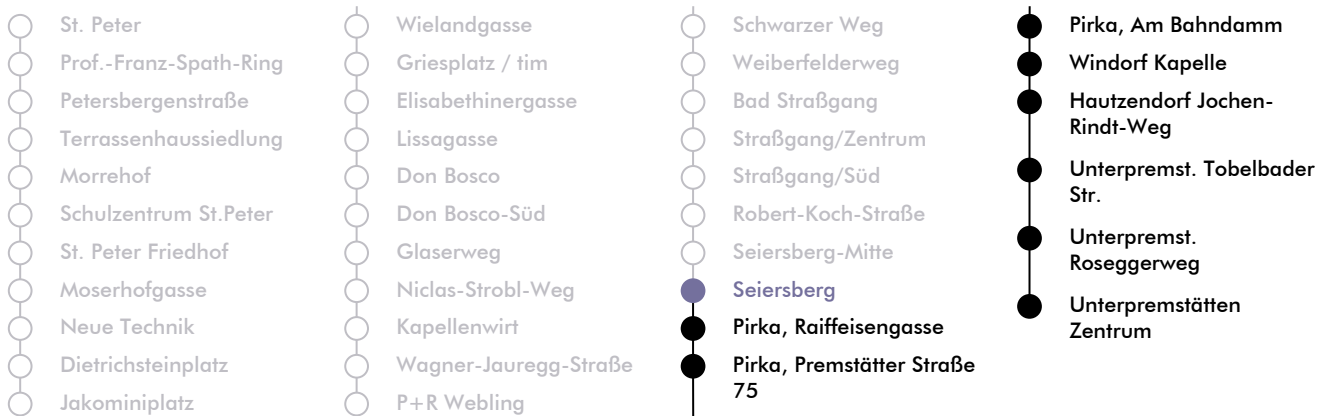 St. Peter
Prof.-Franz-Spath-Ring
Petersbergenstraße
Terrassenhaussiedlung
Morrehof
Schulzentrum St.Peter
St. Peter Friedhof
Moserhofgasse
Neue Technik
Dietrichsteinplatz
Jakominiplatz
Wielandgasse
Griesplatz / tim
Elisabethinergasse
Lissagasse
Don Bosco
Don Bosco-Süd
Glaserweg
Niclas-Strobl-Weg
Kapellenwirt
Wagner-Jauregg-Straße
P+R Webling
Schwarzer Weg
Weiberfelderweg
Bad Straßgang
Straßgang/Zentrum
Straßgang/Süd
Robert-Koch-Straße
Seiersberg-Mitte
Seiersberg
Pirka, Raiffeisengasse
Pirka, Premstätter Straße
75
Pirka, Am Bahndamm
Windorf Kapelle
Hautzendorf Jochen-
Rindt-Weg
Unterpremst. Tobelbader
Str.
Unterpremst.
Roseggerweg
Unterpremstätten
Zentrum